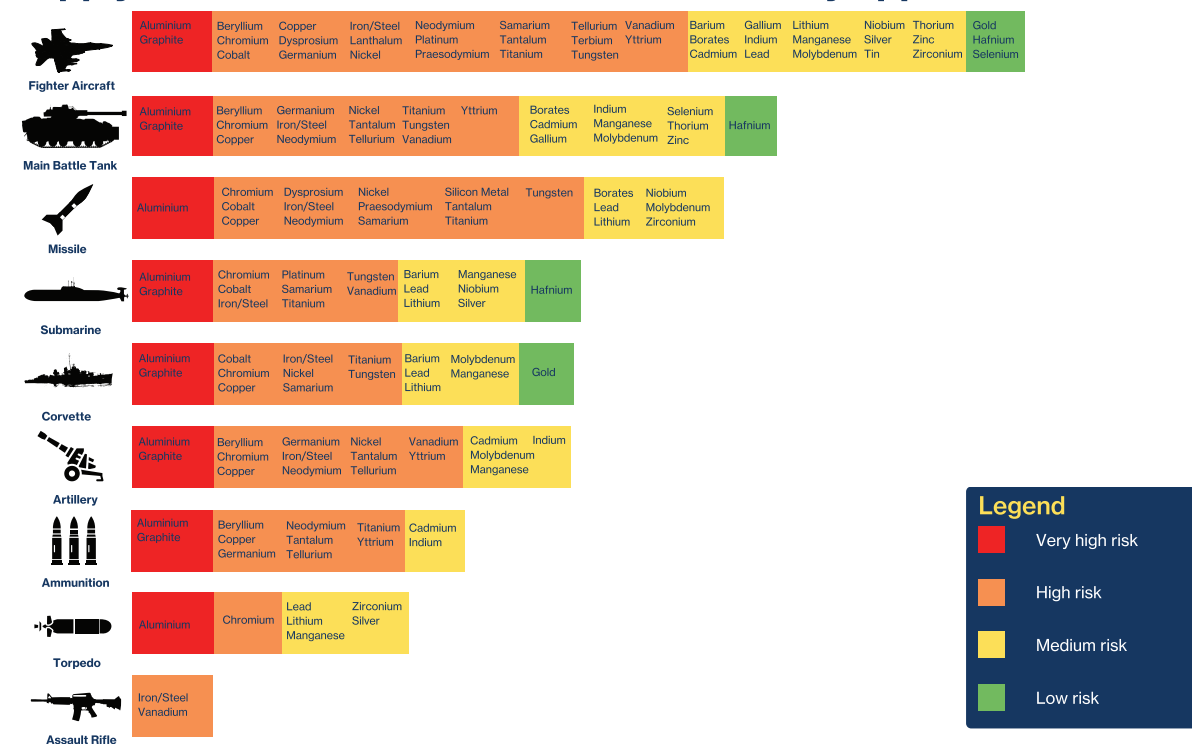 Aluminium Beryllium Copper Iron/Steel Neodymium Samarium Tellurium Vanadium Barium Gallium Lithium Niobium Thorium Gold
Graphite Chromium Dysprosium Lanthalum Platinum Tantalum Terbium Yttrium Borates Indium Manganese Silver Zinc Hafnium
Cobalt Germanium Nickel Praesodymium Titanium Tungsten Cadmium Lead Molybdenum Tin Zirconium Selenium
Fighter Aircraft
Aluminium Beryllium Germanium Nickel Titanium Yttrium Borates Indium Selenium
Graphite Chromium Iron/Steel Tantalum Tungsten Cadmium Manganese Thorium Hafnium
Copper Neodymium Tellurium Vanadium Gallium Molybdenum Zinc
Main Battle Tank
Chromium Dysprosium Nickel Silicon Metal Tungsten Borates Niobium
Aluminium Cobalt Iron/Steel Praesodymium Tantalum Lead Molybdenum
Copper Neodymium Samarium Titanium Lithium Zirconium
Missile
Aluminium Chromium Platinum Tungsten Barium Manganese
Graphite Cobalt Samarium Vanadium Lead Niobium Hafnium
Iron/Steel Titanium Lithium Silver
Submarine
Aluminium Cobalt Iron/Steel Titanium Barium Molybdenum
Graphite Chromium Nickel Tungsten Lead Manganese Gold
Copper Samarium Lithium
Corvette
Aluminium Beryllium Germanium Nickel Vanadium Cadmium Indium
Graphite Chromium Iron/Steel Tantalum Yttrium Molybdenum
Copper Neodymium Tellurium Manganese
Artillery
Aluminium Beryllium Neodymium Titanium Cadmium
Graphite Copper Tantalum Yttrium Indium
Germanium Tellurium
Ammunition
Lead Zirconium
Aluminium Chromium Lithium Silver
Manganese
Torpedo
Iron/Steel
Vanadium
Assault Rifle
Legend
Very high risk
High risk
Medium risk
Low risk